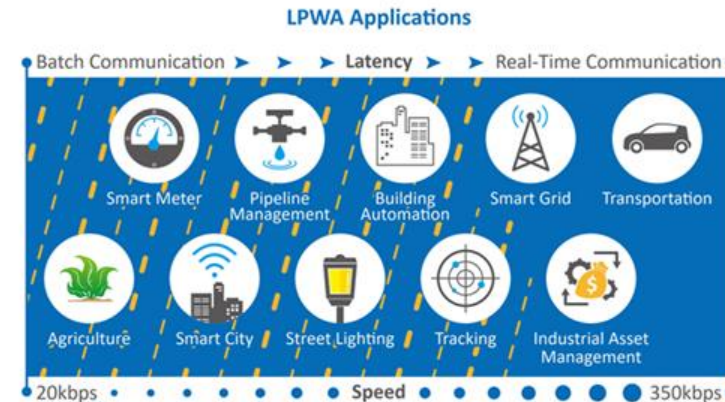 LPWA Applications
Batch Communication Latency Real-Time Communication
Smart Meter
Pipeline
Management
Building
Automation
Smart Grid
Transportation
Agriculture
Smart City
Street Lighting
Tracking
Industrial Asset
Management
$
20kbps Speed 350kbps